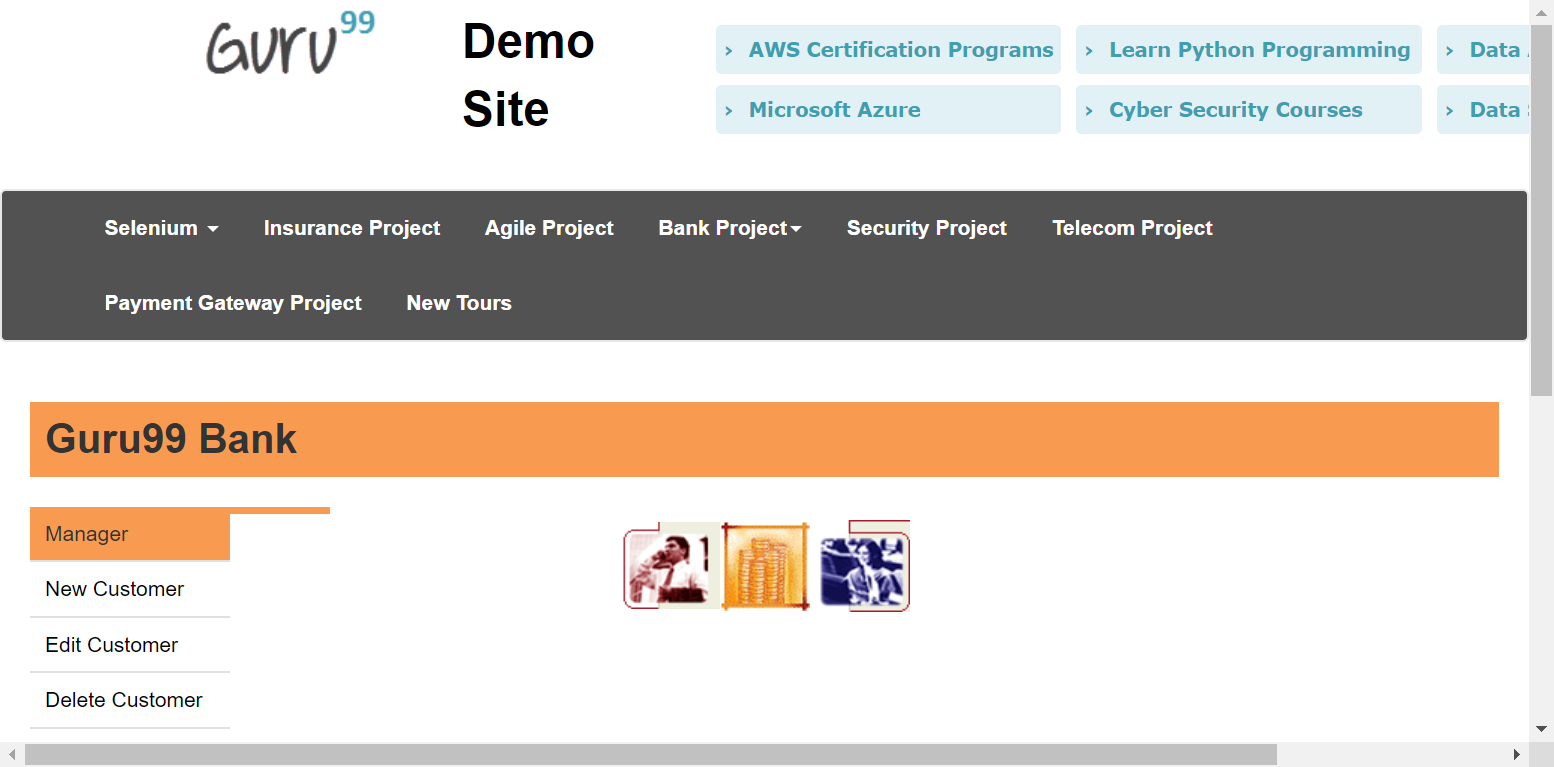 Guru99
Demo
Site
› AWS Certification Programs
› Learn Python Programming
› Data
› Microsoft Azure
› Cyber Security Courses
› Data
Selenium
Insurance Project
Agile Project
Bank Project
Security Project
Telecom Project
Payment Gateway Project
New Tours
Guru99 Bank
Manager
New Customer
Edit Customer
Delete Customer